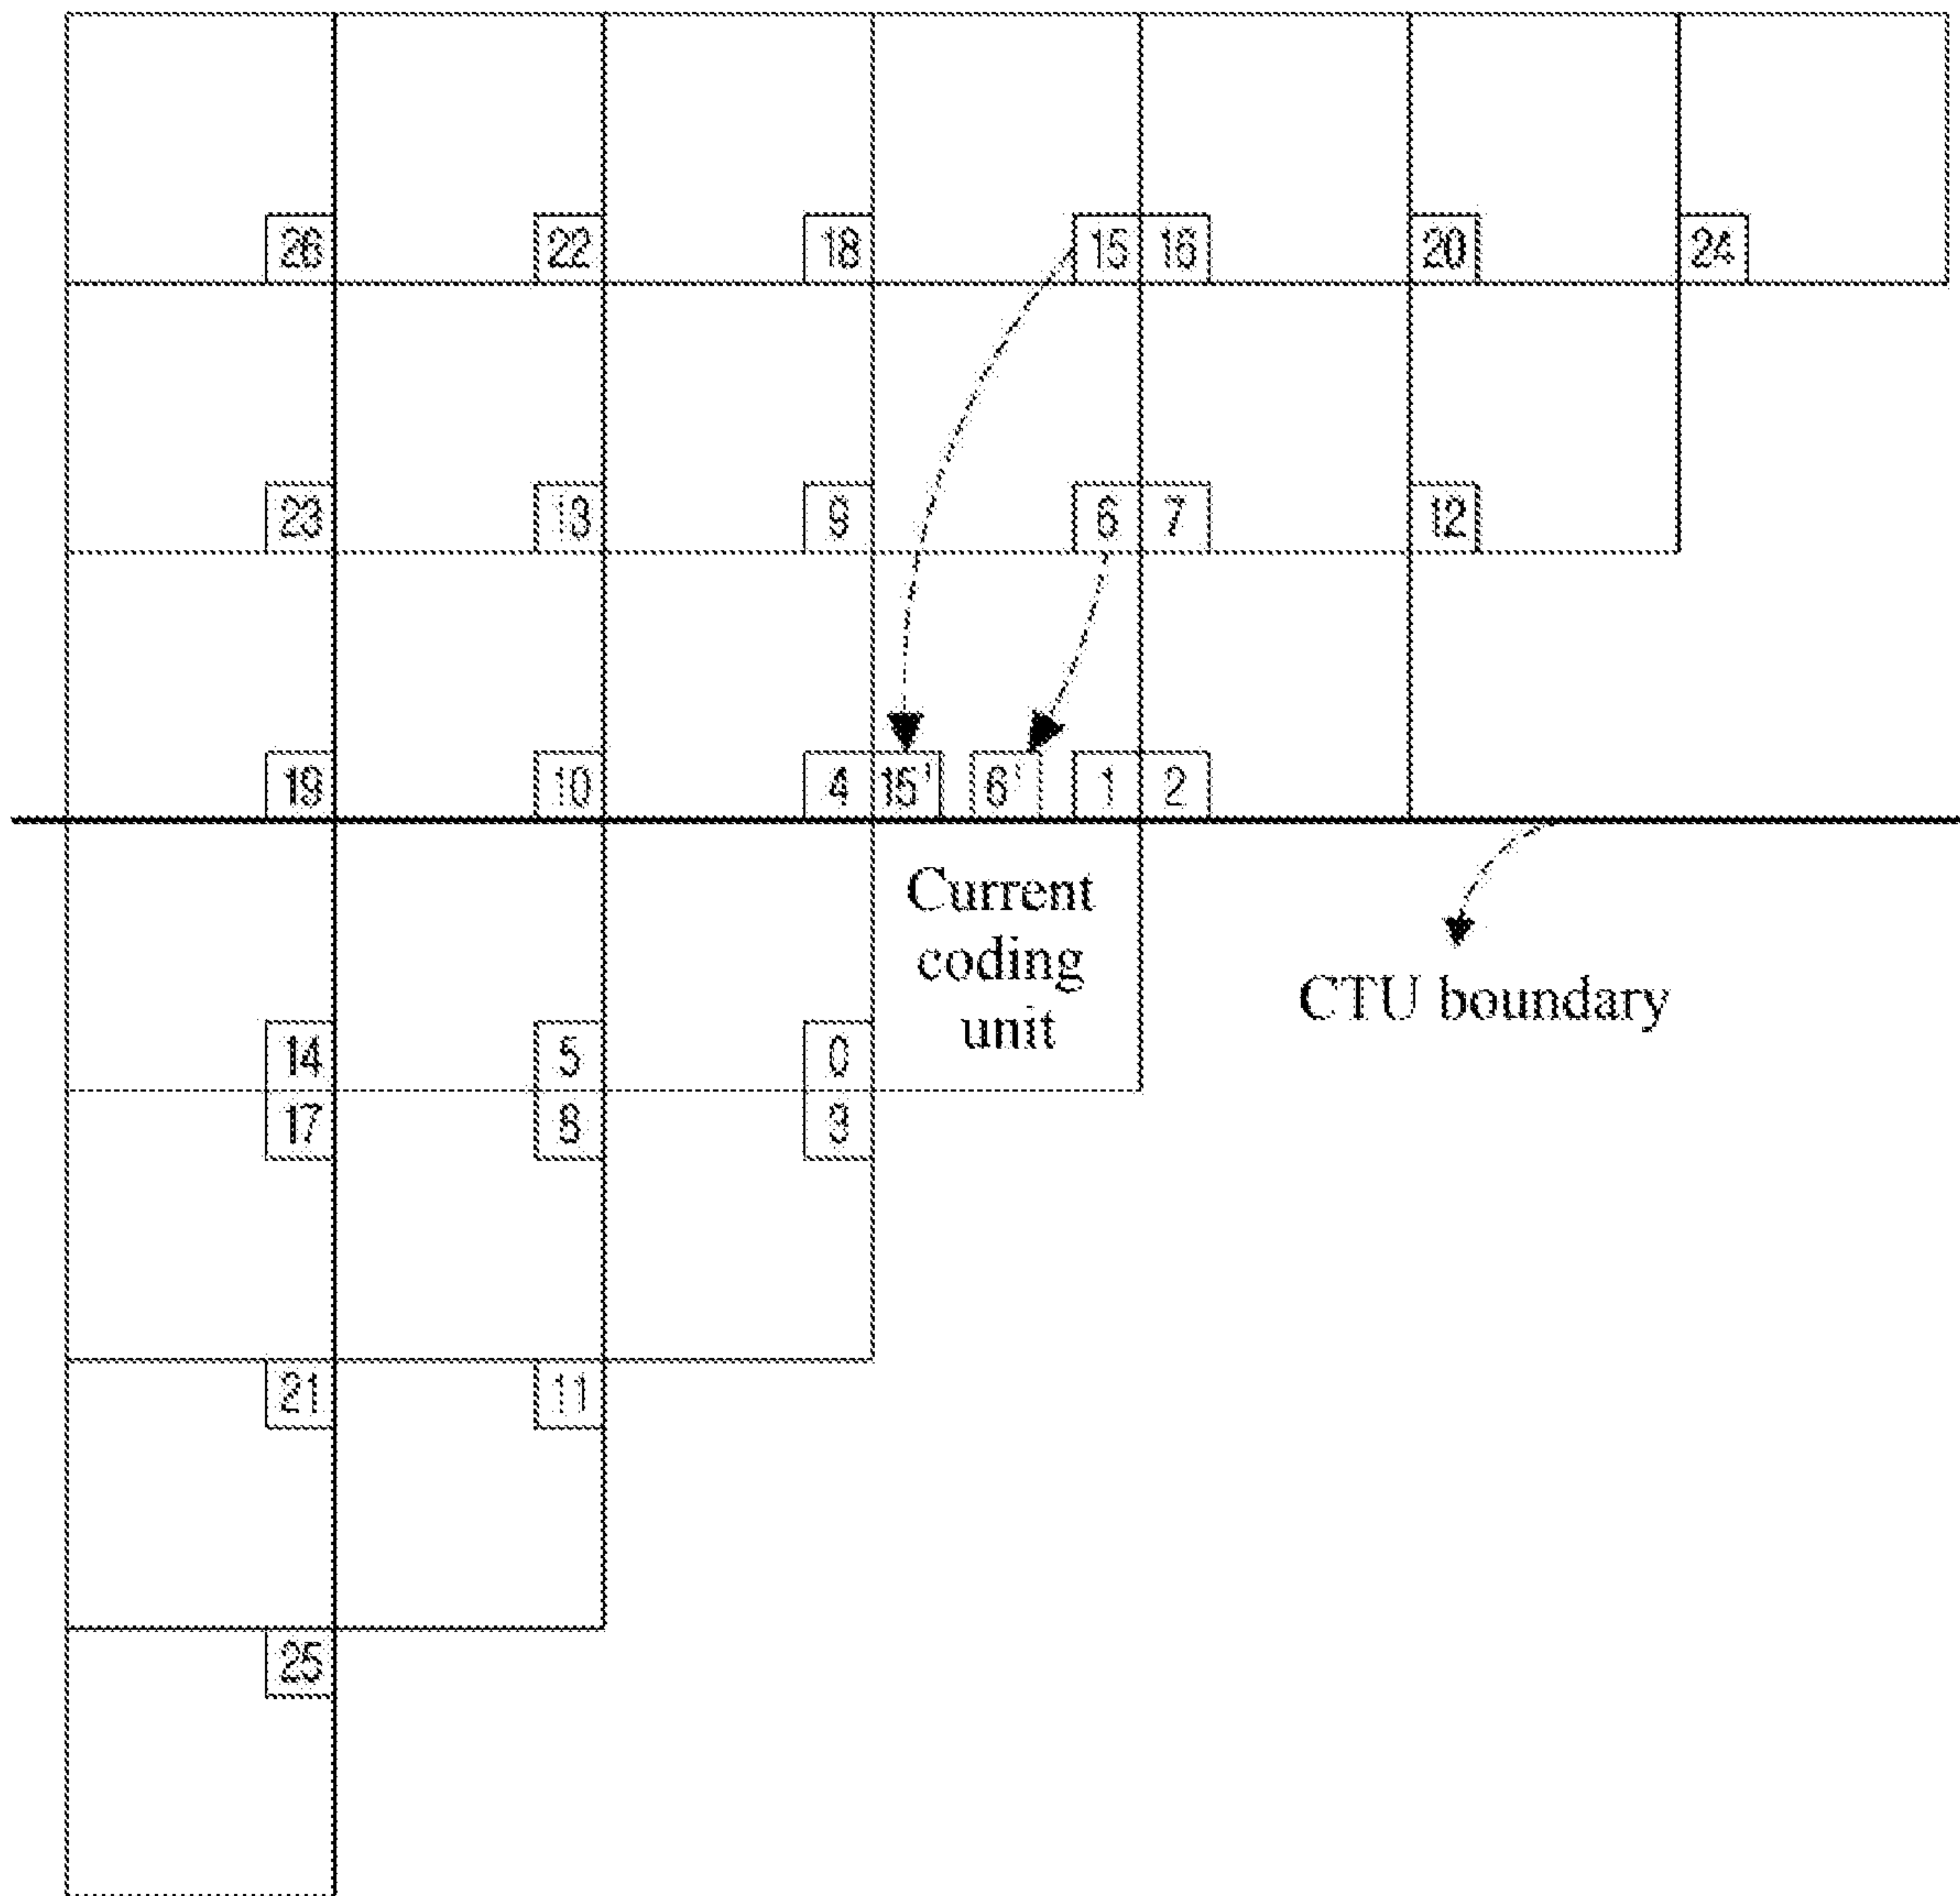 26 22 18 15 16 20 24
23 13 9 6 7 12
19 10 4 15' 6' 1 2
Current
coding
unit
CTU boundary
14 5 0
17 8 3
21 11
25